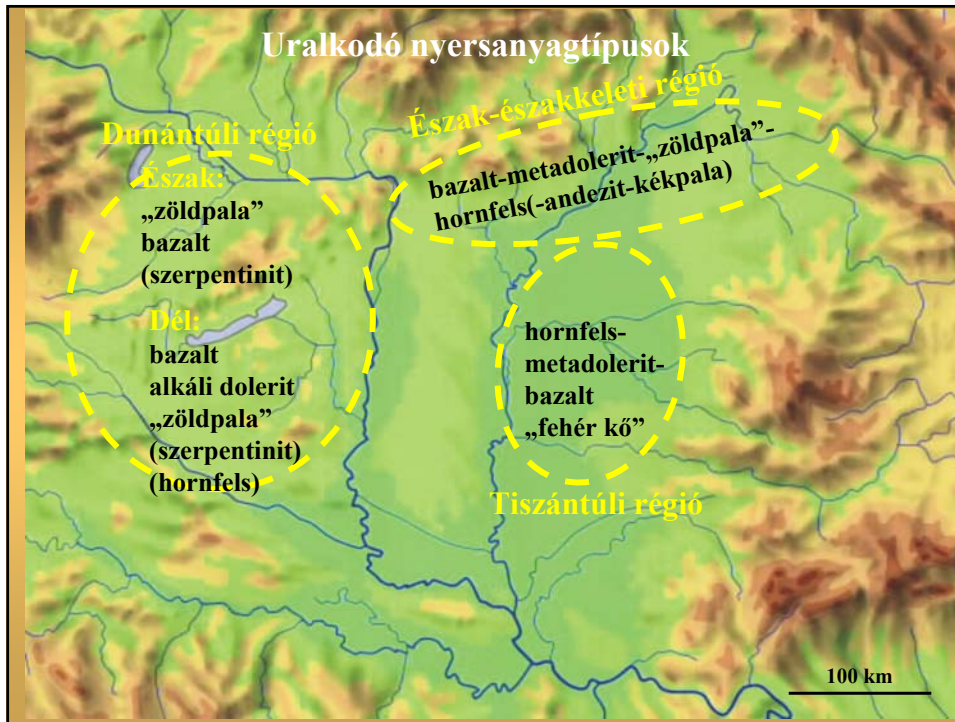 Uralkodó nyersanyagtípusok
Észak-északkeleti régió
bazalt-metadolerit-„zöldpala”-
hornfels(-andezit-kékpala)
Dunántúli régió
Észak:
„zöldpala”
bazalt
(szerpentinit)
Dél:
bazalt
alkáli dolerit
„zöldpala”
(szerpentinit)
(hornfels)
hornfels-
metadolerit-
bazalt
„fehér kő”
Tiszántúli régió
100 km